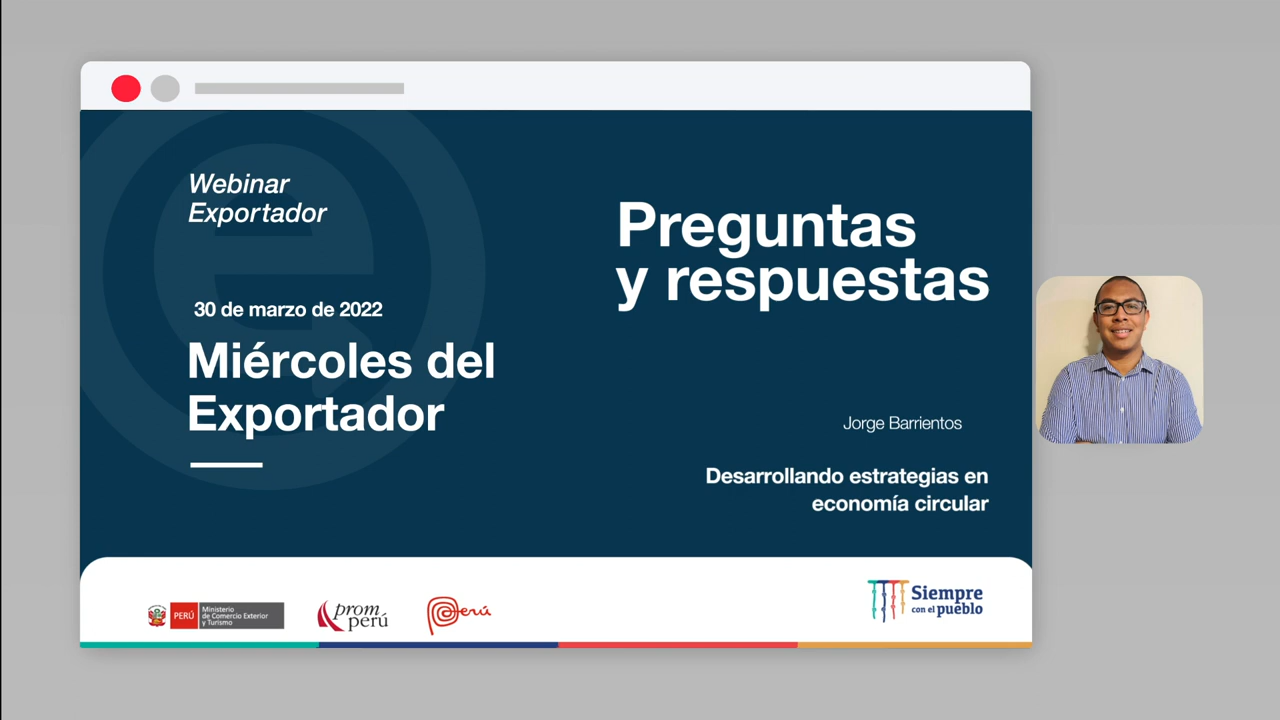 Webinar
Exportador
30 de marzo de 2022
Miércoles del
Exportador
Preguntas
y respuestas
Jorge Barrientos
Desarrollando estrategias en
economía circular
PERÚ
Ministerio
de Comercio Exterior
y Turismo
prom
perú
Perú
Siempre
con el pueblo